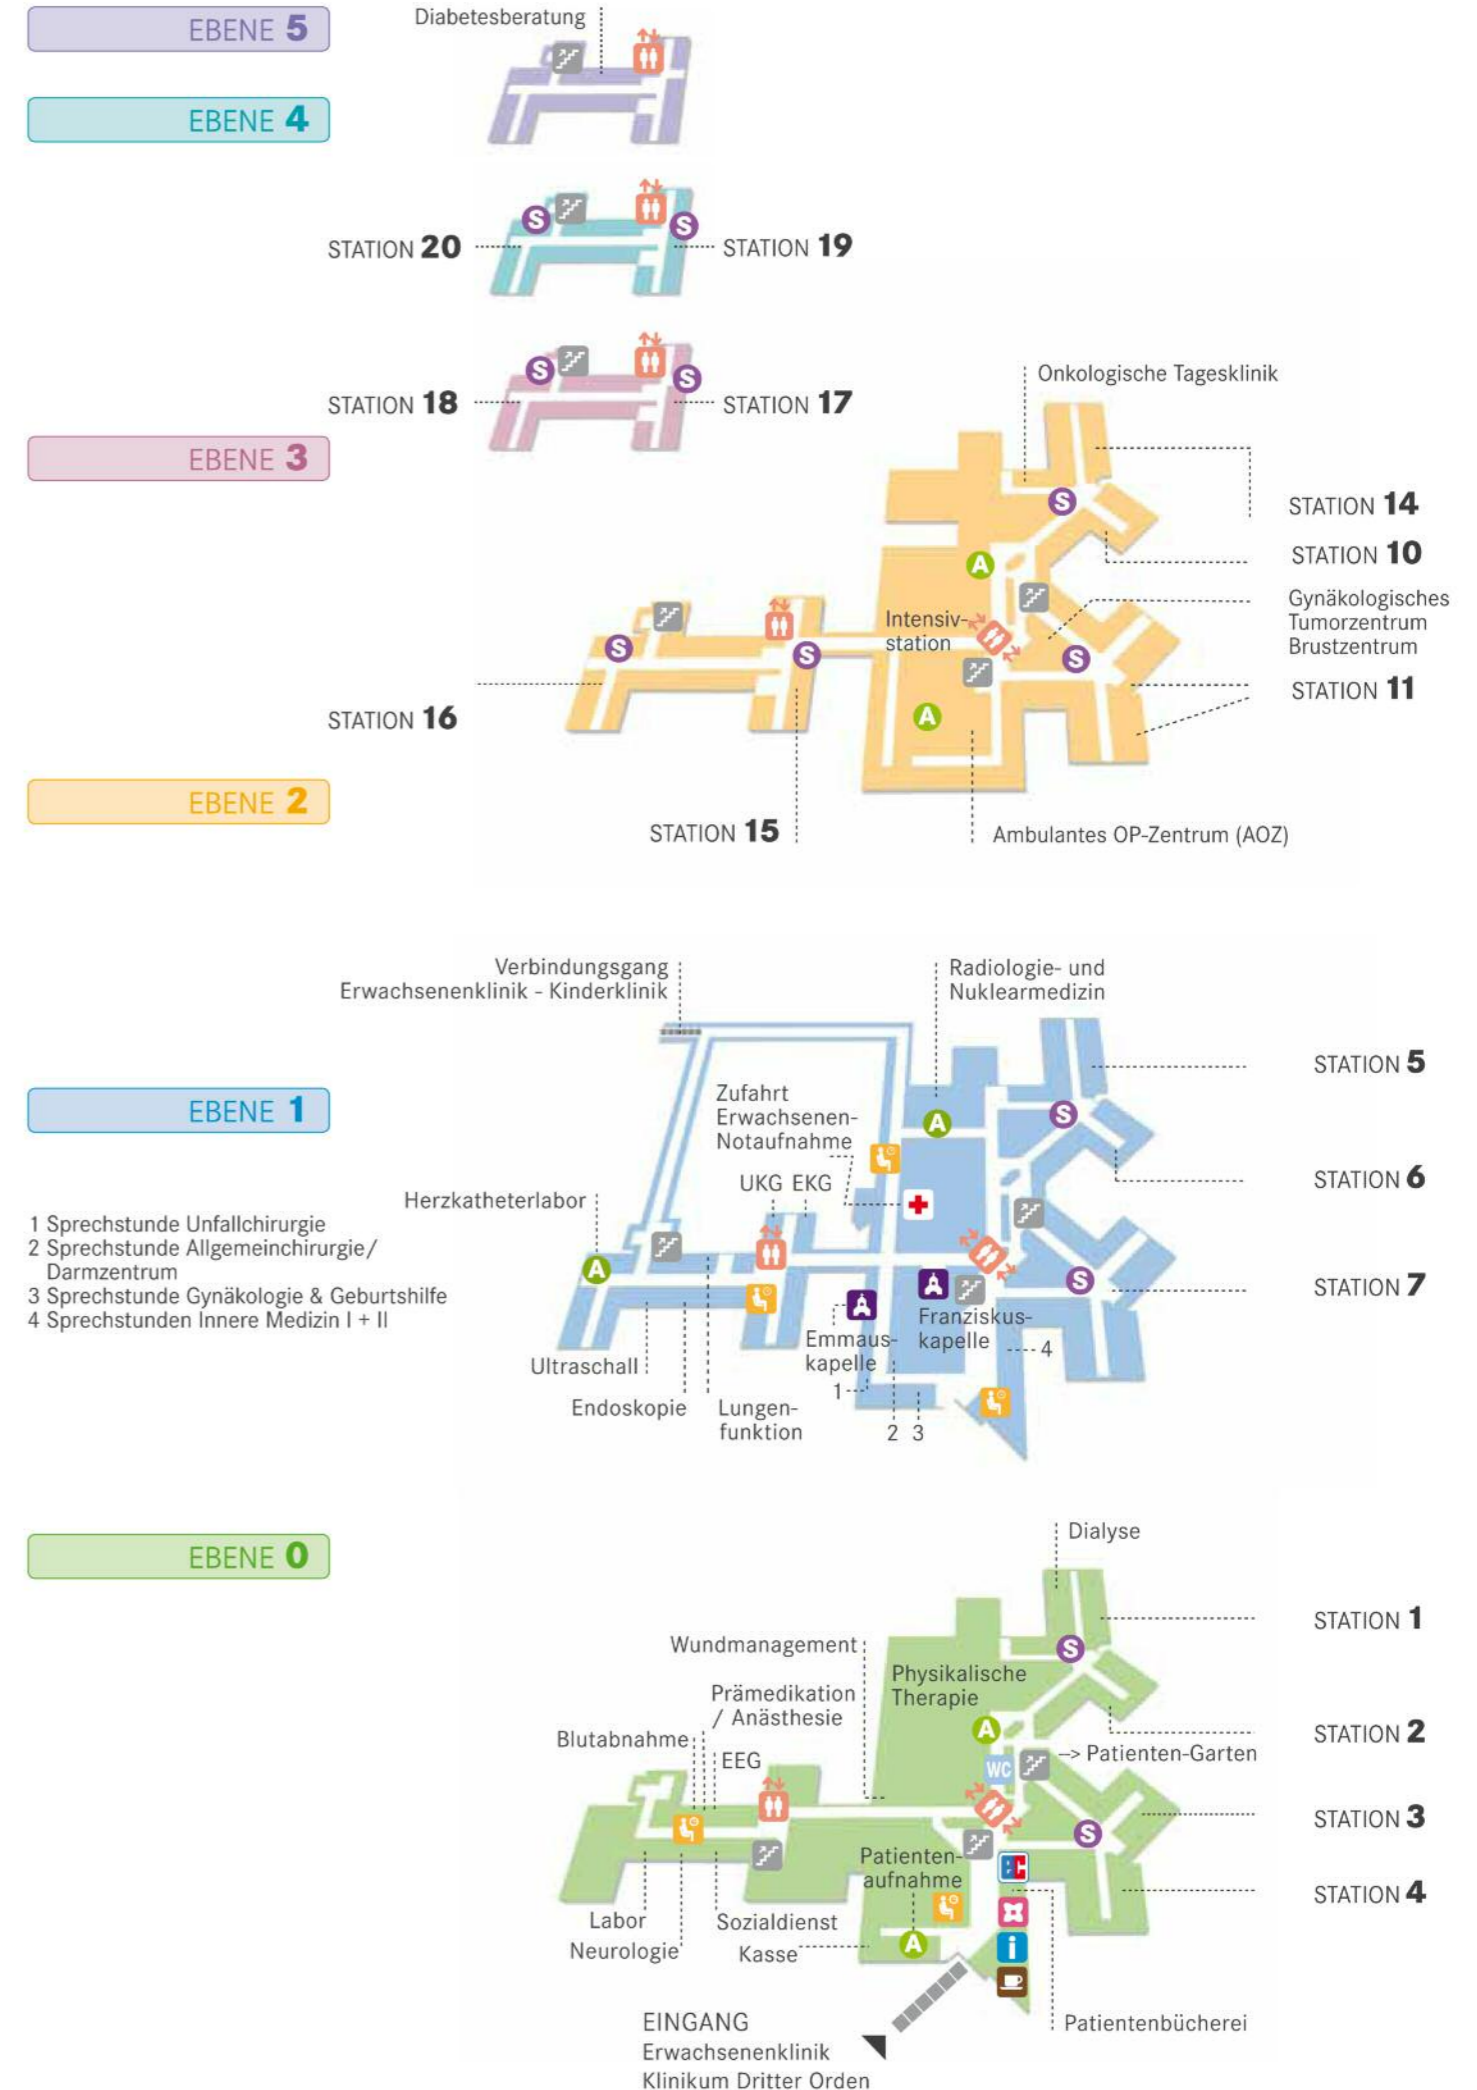 EBENE 5
Diabetesberatung
EBENE 4
STATION 20
STATION 19
STATION 18
STATION 17
EBENE 3
Onkologische Tagesklinik
STATION 14
STATION 10
Gynäkologisches
Tumorzentrum
Brustzentrum
STATION 11
Intensiv-
station
S
S
S
S
S
S
S
S
A
A
STATION 16
EBENE 2
STATION 15
Ambulantes OP-Zentrum (AOZ)
Verbindungsgang
Erwachsenenklinik - Kinderklinik
Radiologie- und
Nuklearmedizin
EBENE 1
STATION 5
Zufahrt
Erwachsenen-
Notaufnahme
A
S
UKG EKG
STATION 6
Herzkatheterlabor
1 Sprechstunde Unfallchirurgie
2 Sprechstunde Allgemeinchirurgie/
Darmzentrum
3 Sprechstunde Gynäkologie & Geburtshilfe
4 Sprechstunden Innere Medizin I + II
A
S
STATION 7
Emmaus-
kapelle
Franziskus-
kapelle
4
Ultraschall
1
Endoskopie
Lungen-
funktion
2 3
EBENE 0
Dialyse
STATION 1
S
Wundmanagement
Physikalische
Therapie
Prämedikation
/ Anästhesie
A
STATION 2
Blutabnahme
EEG
WC
--> Patienten-Garten
STATION 3
S
Patienten-
aufnahme
EC
STATION 4
Labor
Sozialdienst
Neurologie
Kasse
A
i
EINGANG
Erwachsenenklinik
Klinikum Dritter Orden
Patientenbücherei